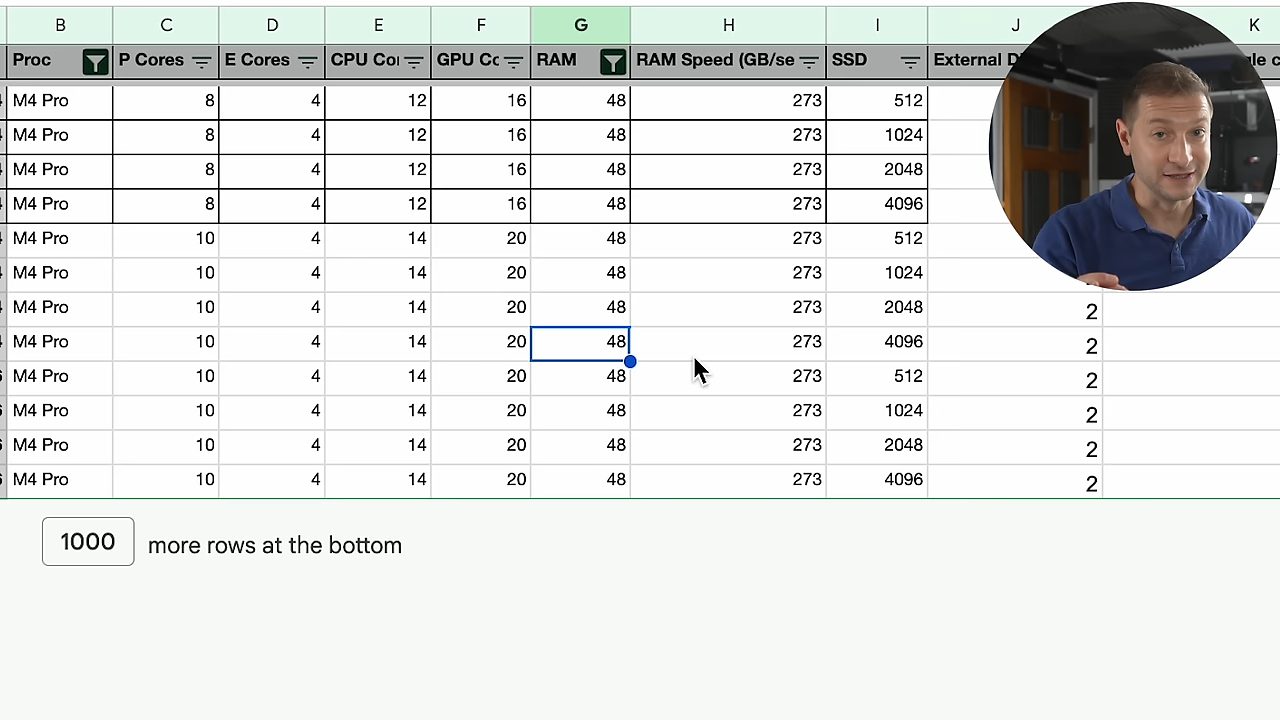 B C D E F G H I J K
Proc P Cores E Cores CPU Cor GPU Cc RAM RAM Speed (GB/se SSD External D gle c
M4 Pro 8 4 12 16 48 273 512
M4 Pro 8 4 12 16 48 273 1024
M4 Pro 8 4 12 16 48 273 2048
M4 Pro 8 4 12 16 48 273 4096
M4 Pro 10 4 14 20 48 273 512
M4 Pro 10 4 14 20 48 273 1024
M4 Pro 10 4 14 20 48 273 2048 2
M4 Pro 10 4 14 20 48 273 4096 2
M4 Pro 10 4 14 20 48 273 512 2
M4 Pro 10 4 14 20 48 273 1024 2
M4 Pro 10 4 14 20 48 273 2048 2
M4 Pro 10 4 14 20 48 273 4096 2
1000 more rows at the bottom